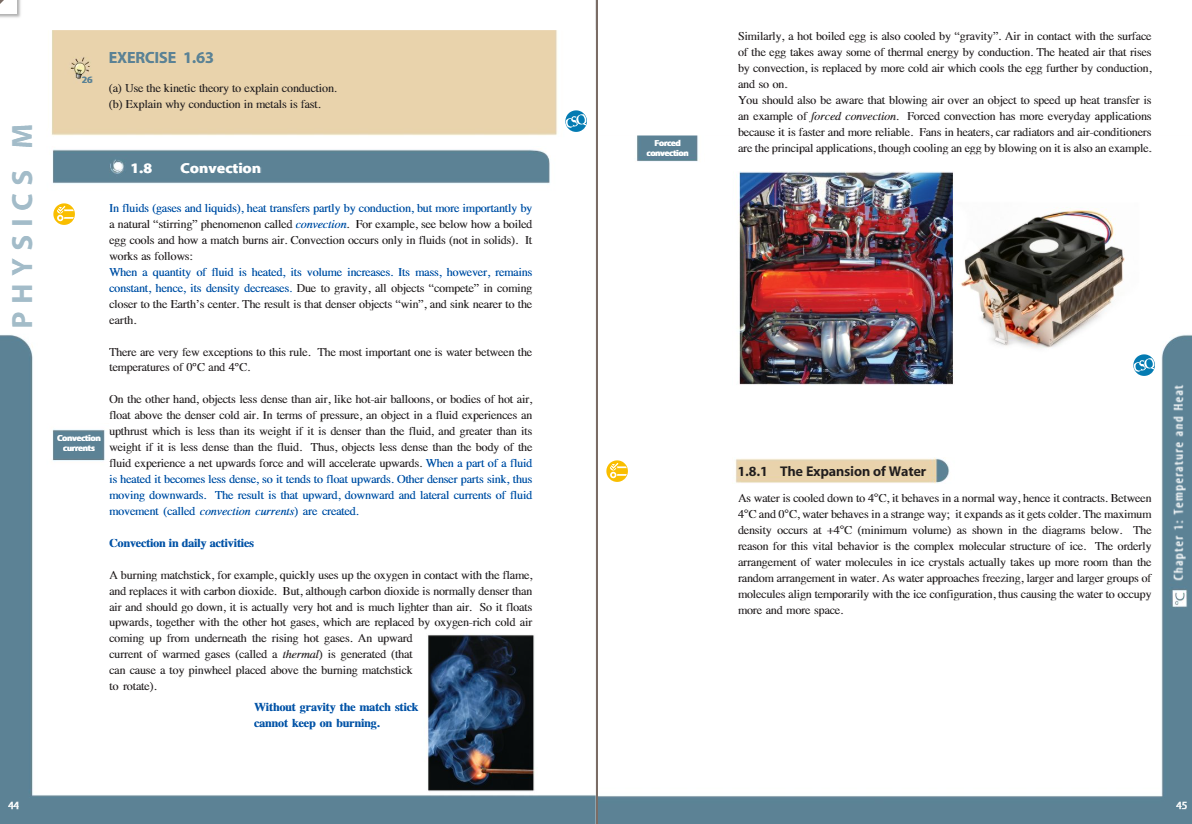 EXERCISE 1.63
26
(a) Use the kinetic theory to explain conduction.
(b) Explain why conduction in metals is fast.
CSQ
PHYSICS M
1.8 Convection
In fluids (gases and liquids), heat transfers partly by conduction, but more importantly by
a natural “stirring” phenomenon called convection. For example, see below how a boiled
egg cools and how a match burns air. Convection occurs only in fluids (not in solids). It
works as follows:
When a quantity of fluid is heated, its volume increases. Its mass, however, remains
constant, hence, its density decreases. Due to gravity, all objects “compete” in coming
closer to the Earth’s center. The result is that denser objects “win”, and sink nearer to the
earth.
There are very few exceptions to this rule. The most important one is water between the
temperatures of 0°C and 4°C.
On the other hand, objects less dense than air, like hot-air balloons, or bodies of hot air,
float above the denser cold air. In terms of pressure, an object in a fluid experiences an
upthrust which is less than its weight if it is denser than the fluid, and greater than its
weight if it is less dense than the fluid. Thus, objects less dense than the body of the
fluid experience a net upwards force and will accelerate upwards. When a part of a fluid
is heated it becomes less dense, so it tends to float upwards. Other denser parts sink, thus
moving downwards. The result is that upward, downward and lateral currents of fluid
movement (called convection currents) are created.
Convection
currents
Convection in daily activities
A burning matchstick, for example, quickly uses up the oxygen in contact with the flame,
and replaces it with carbon dioxide. But, although carbon dioxide is normally denser than
air and should go down, it is actually very hot and is much lighter than air. So it floats
upwards, together with the other hot gases, which are replaced by oxygen-rich cold air
coming up from underneath the rising hot gases. An upward
current of warmed gases (called a thermal) is generated (that
can cause a toy pinwheel placed above the burning matchstick
to rotate).
Without gravity the match stick
cannot keep on burning.
44
Similarly, a hot boiled egg is also cooled by “gravity”. Air in contact with the surface
of the egg takes away some of thermal energy by conduction. The heated air that rises
by convection, is replaced by more cold air which cools the egg further by conduction,
and so on.
You should also be aware that blowing air over an object to speed up heat transfer is
an example of forced convection. Forced convection has more everyday applications
because it is faster and more reliable. Fans in heaters, car radiators and air-conditioners
are the principal applications, though cooling an egg by blowing on it is also an example.
Forced
convection
CSQ
1.8.1 The Expansion of Water
As water is cooled down to 4°C, it behaves in a normal way, hence it contracts. Between
4°C and 0°C, water behaves in a strange way; it expands as it gets colder. The maximum
density occurs at +4°C (minimum volume) as shown in the diagrams below. The
reason for this vital behavior is the complex molecular structure of ice. The orderly
arrangement of water molecules in ice crystals actually takes up more room than the
random arrangement in water. As water approaches freezing, larger and larger groups of
molecules align temporarily with the ice configuration, thus causing the water to occupy
more and more space.
°C Chapter 1: Temperature and Heat
45